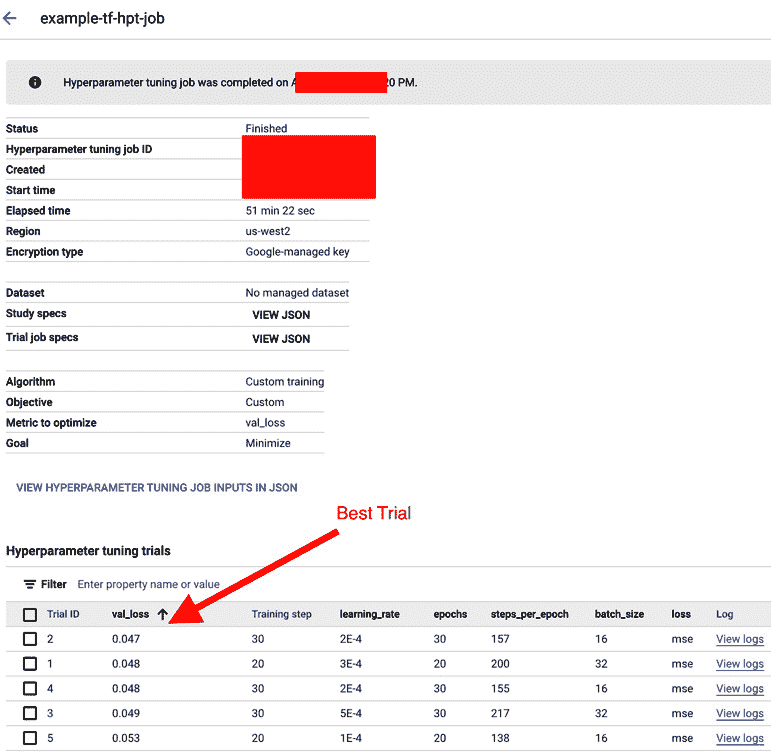 example-tf-hpt-job
Hyperparameter tuning job was completed on 0 PM.
Status Finished
Hyperparameter tuning job ID
Created
Start time
Elapsed time 51 min 22 sec
Region us-west2
Encryption type Google-managed key
Dataset No managed dataset
Study specs VIEW JSON
Trial job specs VIEW JSON
Algorithm Custom training
Objective Custom
Metric to optimize val_loss
Goal Minimize
VIEW HYPERPARAMETER TUNING JOB INPUTS IN JSON
Best Trial
Hyperparameter tuning trials
Filter Enter property name or value
Trial ID val_loss Training step learning_rate epochs steps_per_epoch batch_size loss Log
2 0.047 30 2E-4 30 157 16 mse View logs
1 0.048 20 3E-4 20 200 32 mse View logs
4 0.048 30 2E-4 30 155 16 mse View logs
3 0.049 30 5E-4 30 217 32 mse View logs
5 0.053 20 1E-4 20 138 16 mse View logs